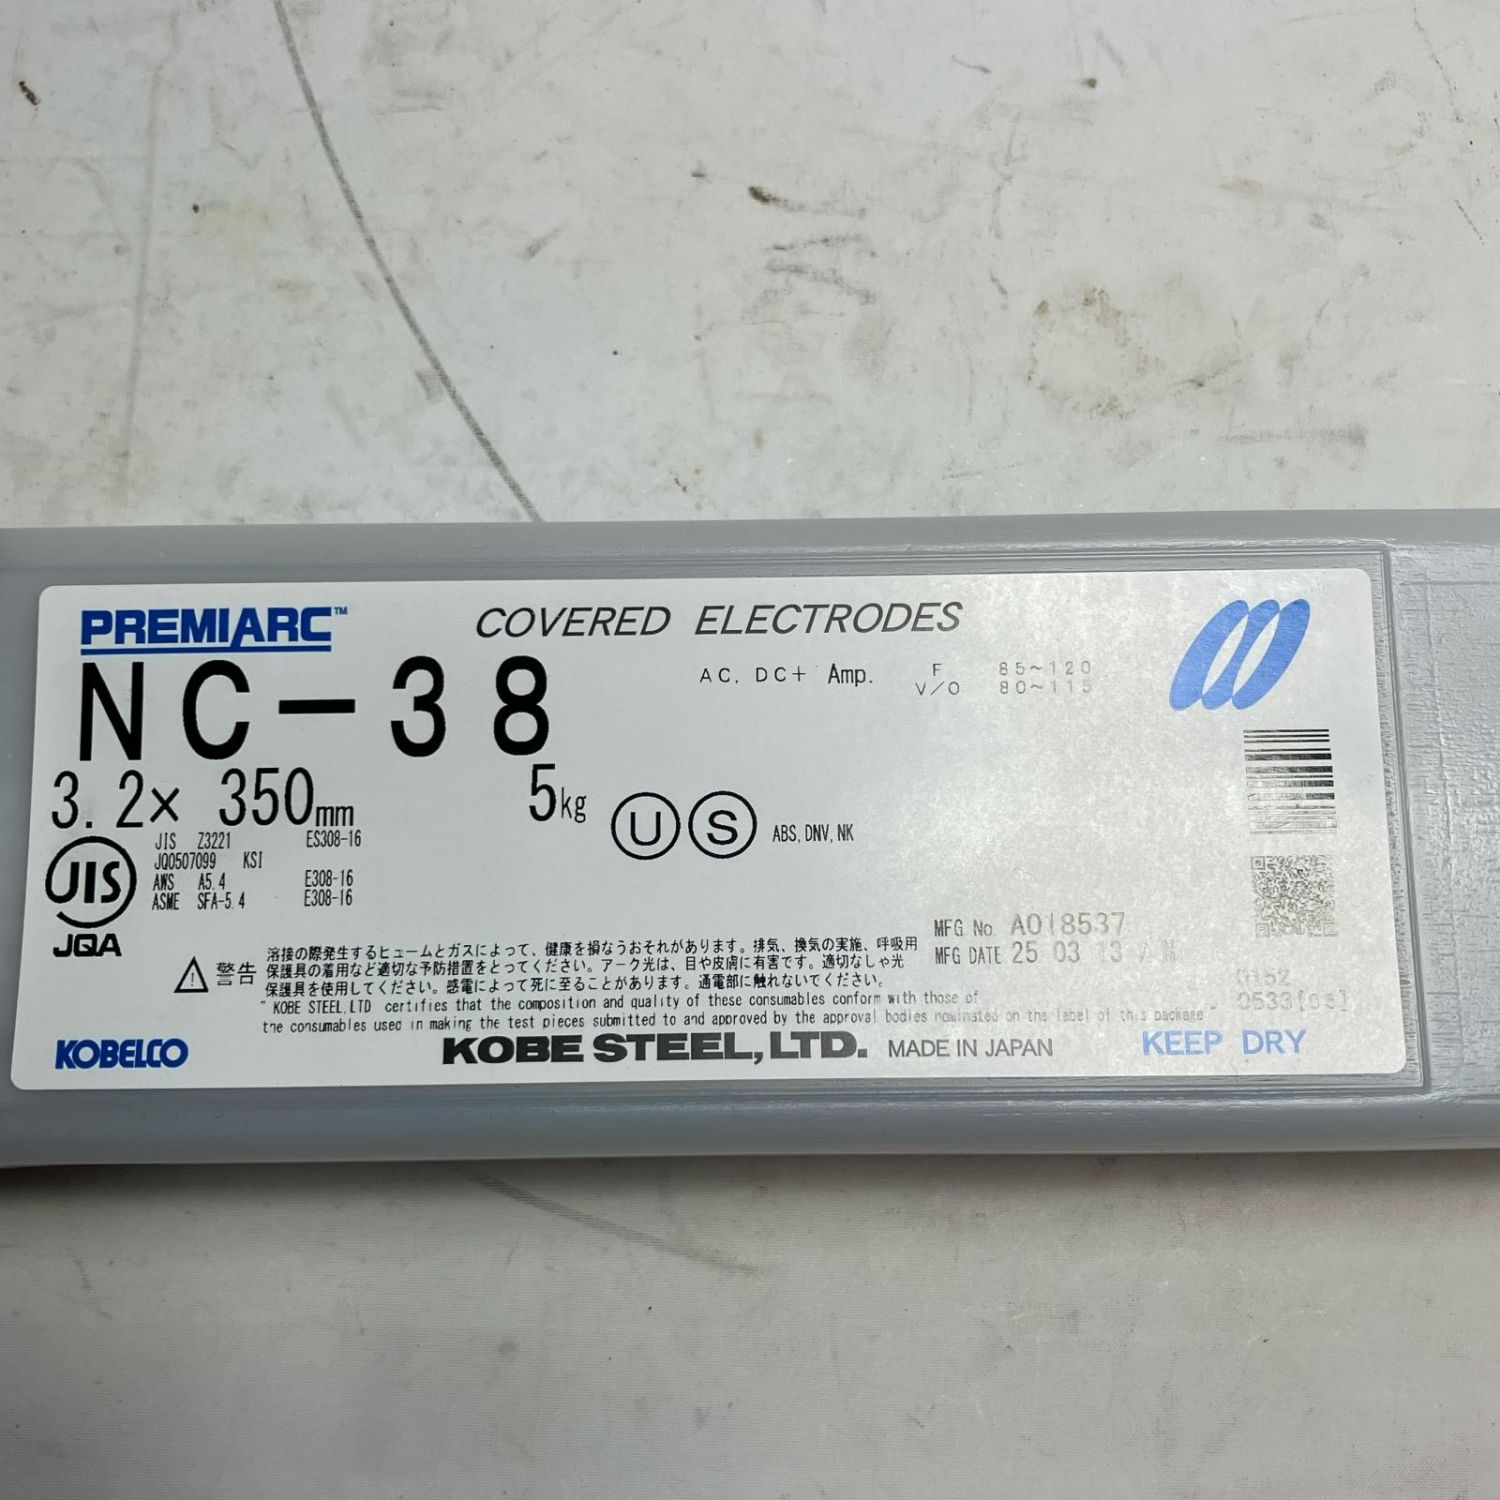 PREMIARC™ COVERED ELECTRODES
NC-38
AC, DC+ Amp. F 85~120
V/O 80~115
3.2× 350mm 5kg
U S ABS, DNV, NK
JIS Z3221 ES308-16
JQ0507099 KSI
AWS A5.4 E308-16
ASME SFA-5.4 E308-16
JIS
JQA
MFG No. A018537
MFG DATE 25 03 13
警告
溶接の際発生するヒュームとガスによって、健康を損なうおそれがあります。排気、換気の実施、呼吸用
保護具の着用など適切な予防措置をとってください。アーク光は、目や皮膚に有害です。適切なしゃ光
保護具を使用してください。感電によって死に至ることがあります。通電部に触れないでください。
0152
"KOBE STEEL,LTD certifies that the composition and quality of these consumables conform with those of
the consumables used in making the test pieces submitted to and approved by the approval bodies nominated on the label of this package"
KOBELCO KOBE STEEL, LTD. MADE IN JAPAN KEEP DRY